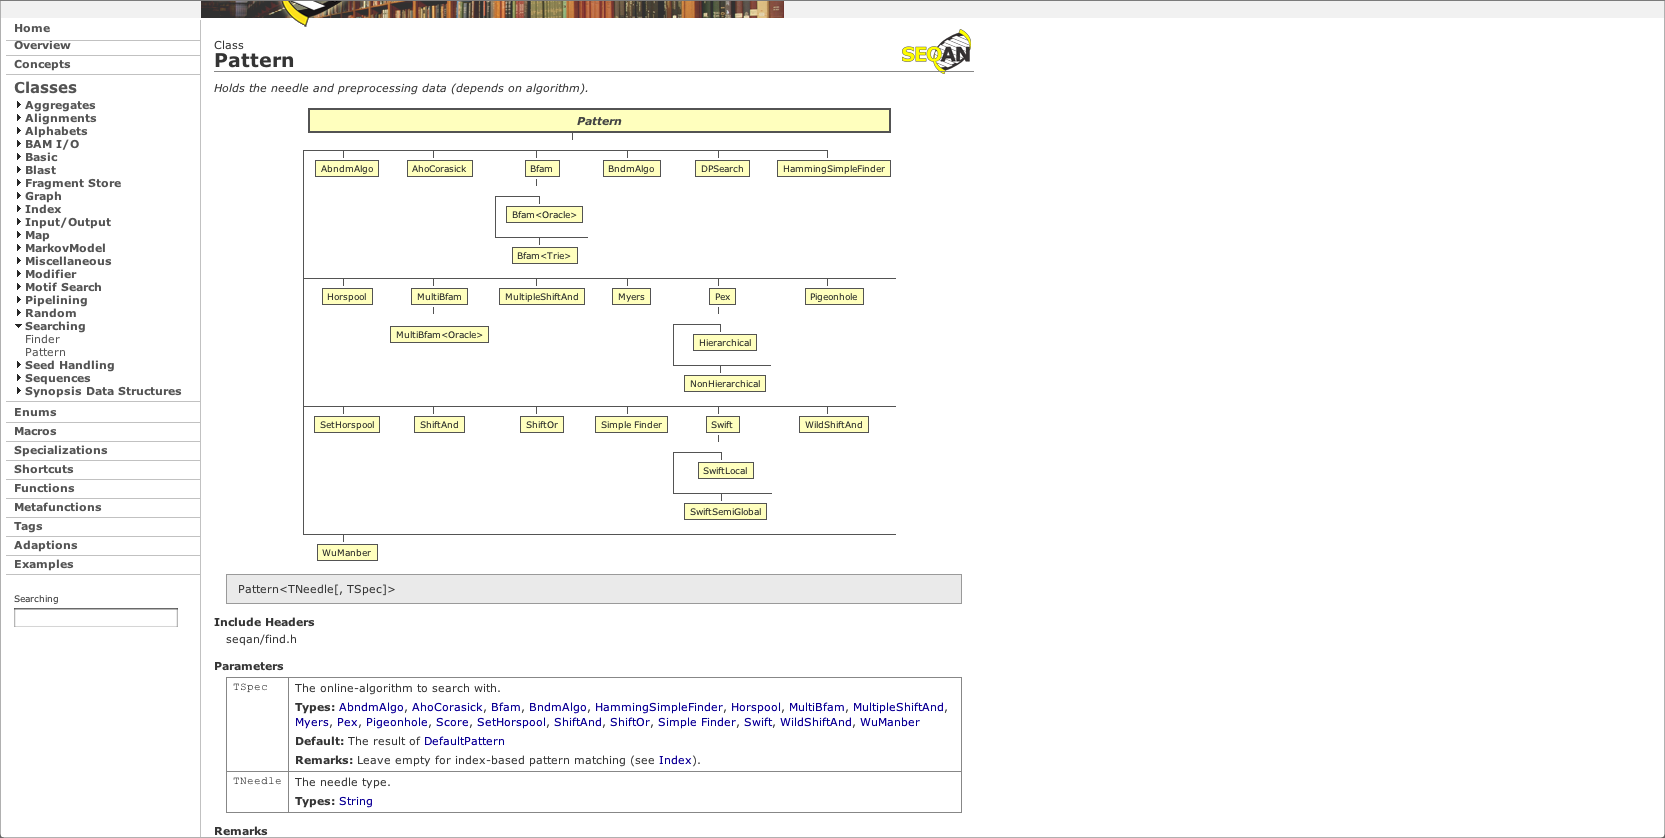 Home
Overview
Concepts
Classes
Aggregates
Alignments
Alphabets
BAM I/O
Basic
Blast
Fragment Store
Graph
Index
Input/Output
Map
MarkovModel
Miscellaneous
Modifier
Motif Search
Pipelining
Random
Searching
Finder
Pattern
Seed Handling
Sequences
Synopsis Data Structures
Enums
Macros
Specializations
Shortcuts
Functions
Metafunctions
Tags
Adaptions
Examples
Searching
Class
Pattern
SEQAN
Holds the needle and preprocessing data (depends on algorithm).
Pattern
AbndmAlgo AhoCorasick Bfam BndmAlgo DPSearch HammingSimpleFinder
Bfam<Oracle>
Bfam<Trie>
Horspool MultiBfam MultipleShiftAnd Myers Pex Pigeonhole
MultiBfam<Oracle>
Hierarchical
NonHierarchical
SetHorspool ShiftAnd ShiftOr Simple Finder Swift WildShiftAnd
SwiftLocal
SwiftSemiGlobal
WuManber
Pattern<TNeedle[, TSpec]>
Include Headers
seqan/find.h
Parameters
TSpec The online-algorithm to search with.
Types: AbndmAlgo, AhoCorasick, Bfam, BndmAlgo, HammingSimpleFinder, Horspool, MultiBfam, MultipleShiftAnd,
Myers, Pex, Pigeonhole, Score, SetHorspool, ShiftAnd, ShiftOr, Simple Finder, Swift, WildShiftAnd, WuManber
Default: The result of DefaultPattern
Remarks: Leave empty for index-based pattern matching (see Index).
TNeedle The needle type.
Types: String
Remarks